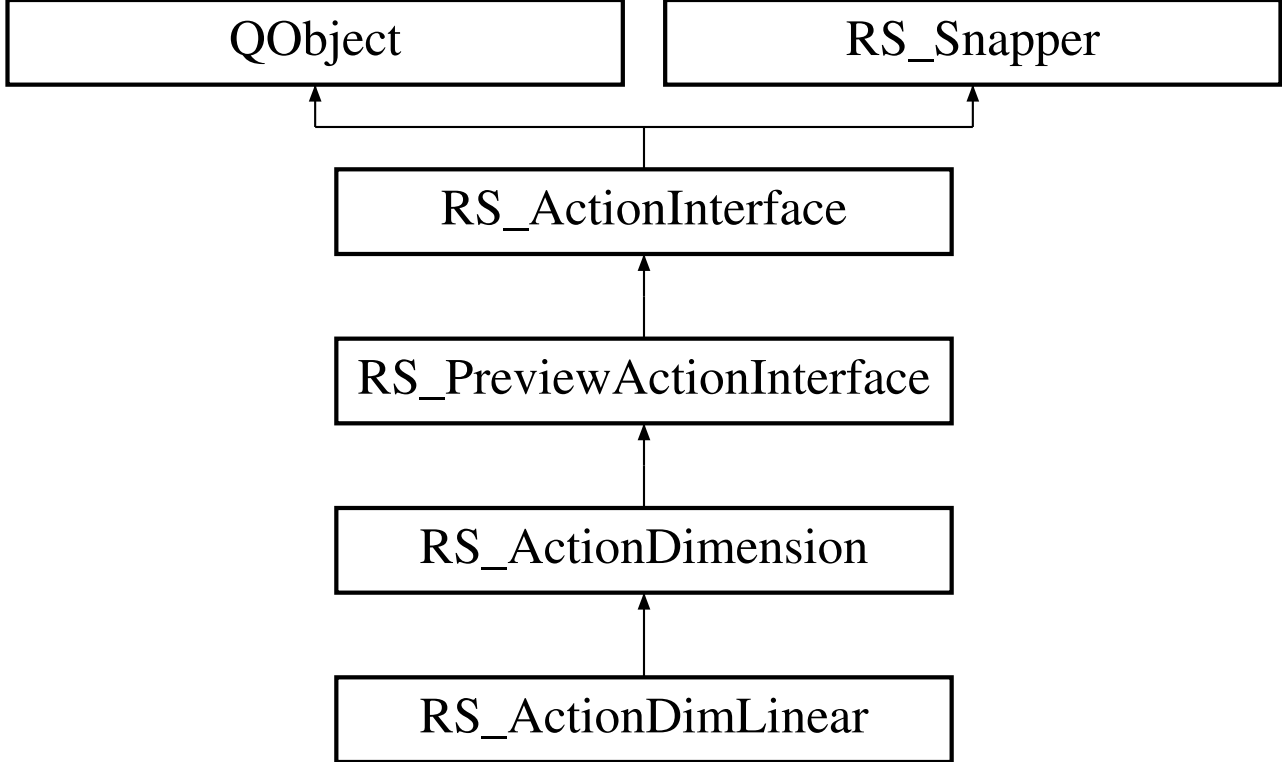 QObject
RS_Snapper
RS_ActionInterface
RS_PreviewActionInterface
RS_ActionDimension
RS_ActionDimLinear